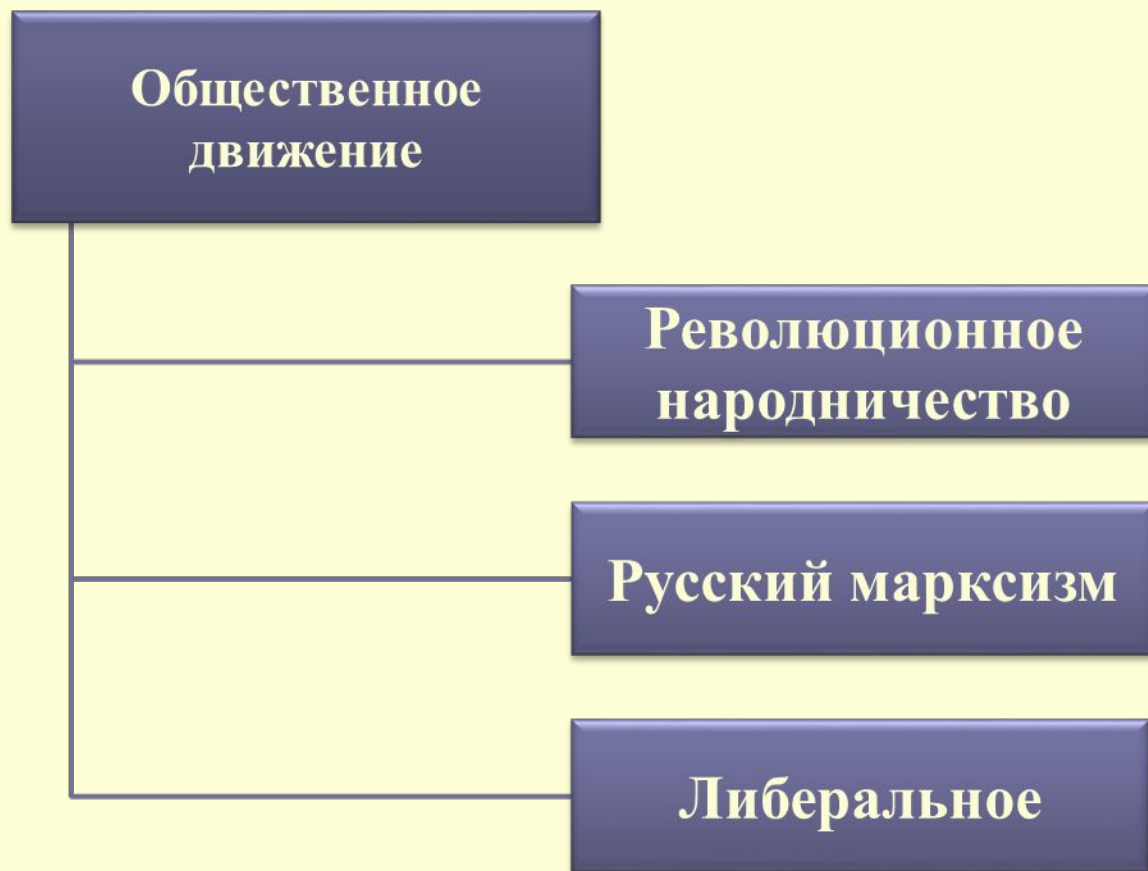 Общественное
движение
Революционное
народничество
Русский марксизм
Либеральное